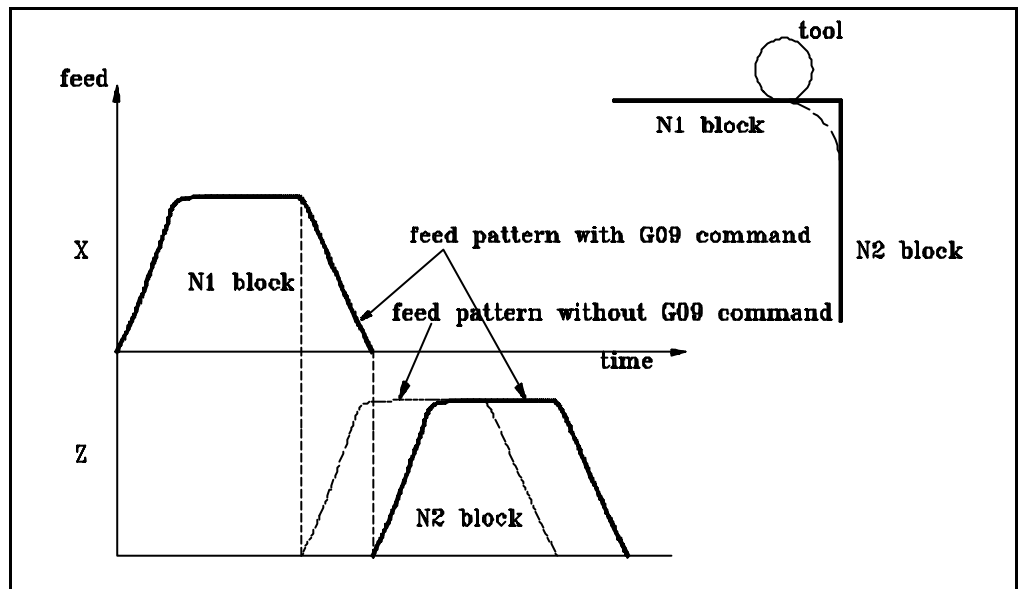 tool
feed
N1 block
X
feed pattern with G09 command
N2 block
N1 block
feed pattern without G09 command
time
Z
N2 block